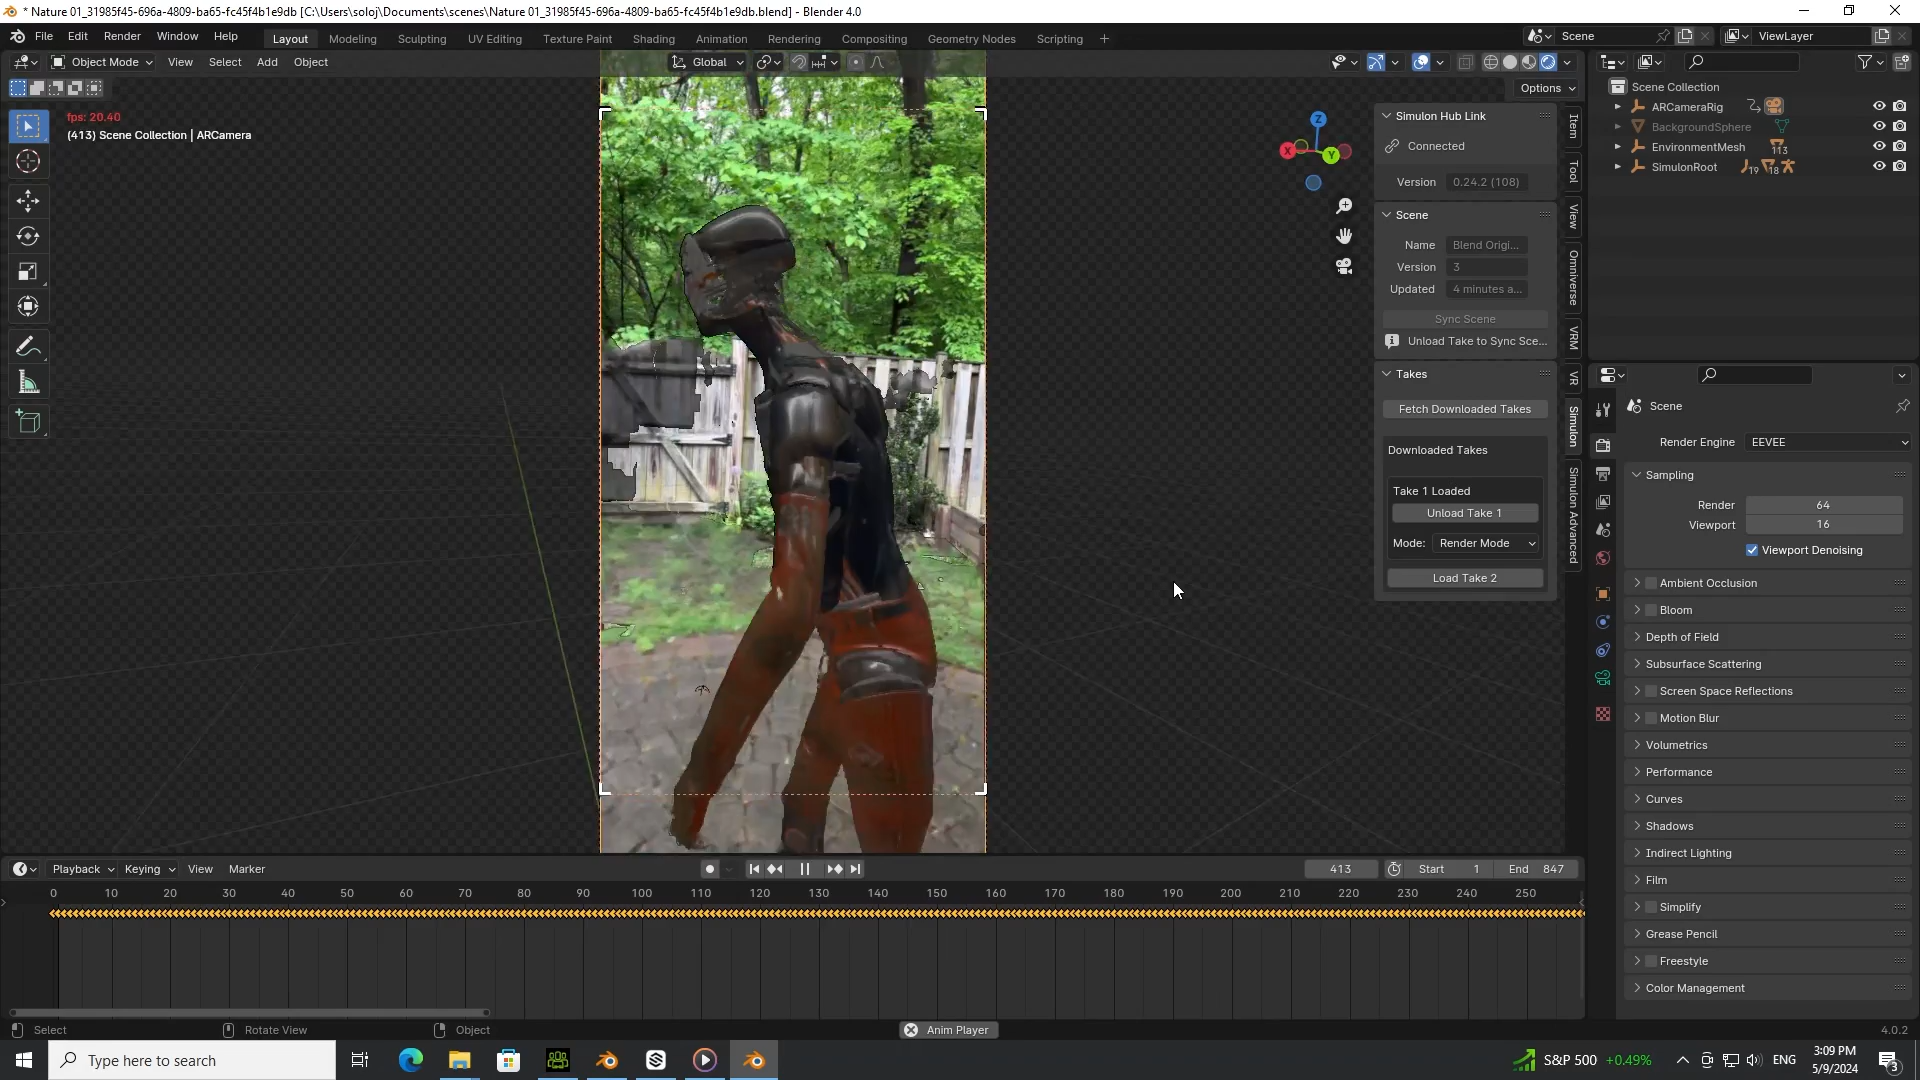 * Nature 01_31985f45-696a-4809-ba65-fc45f4b1e9db [C:\Users\soloj\Documents\scenes\Nature 01_31985f45-696a-4809-ba65-fc45f4b1e9db.blend] - Blender 4.0
File Edit Render Window Help
Layout Modeling Sculpting UV Editing Texture Paint Shading Animation Rendering Compositing Geometry Nodes Scripting +
Scene
ViewLayer
Object Mode View Select Add Object
Global
Options
fps: 20.40
(413) Scene Collection | ARCamera
Z
X
Y
Simulon Hub Link
Connected
Version 0.24.2 (108)
Scene
Name Blend Origi...
Version 3
Updated 4 minutes a...
Sync Scene
Unload Take to Sync Sce...
Takes
Fetch Downloaded Takes
Downloaded Takes
Take 1 Loaded
Unload Take 1
Mode: Render Mode
Load Take 2
Item
Tool
View
Omniverse
VRM
VR
Simulon
Simulon Advanced
Scene Collection
ARCameraRig
BackgroundSphere
EnvironmentMesh 113
SimulonRoot 19 18
Scene
Render Engine EEVEE
Sampling
Render 64
Viewport 16
Viewport Denoising
Ambient Occlusion
Bloom
Depth of Field
Subsurface Scattering
Screen Space Reflections
Motion Blur
Volumetrics
Performance
Curves
Shadows
Indirect Lighting
Film
Simplify
Grease Pencil
Freestyle
Color Management
Playback Keying View Marker
413 Start 1 End 847
0 10 20 30 40 50 60 70 80 90 100 110 120 130 140 150 160 170 180 190 200 210 220 230 240 250
Select Rotate View Object Anim Player 4.0.2
Type here to search
S&P 500 +0.49%
ENG
3:09 PM
5/9/2024
3